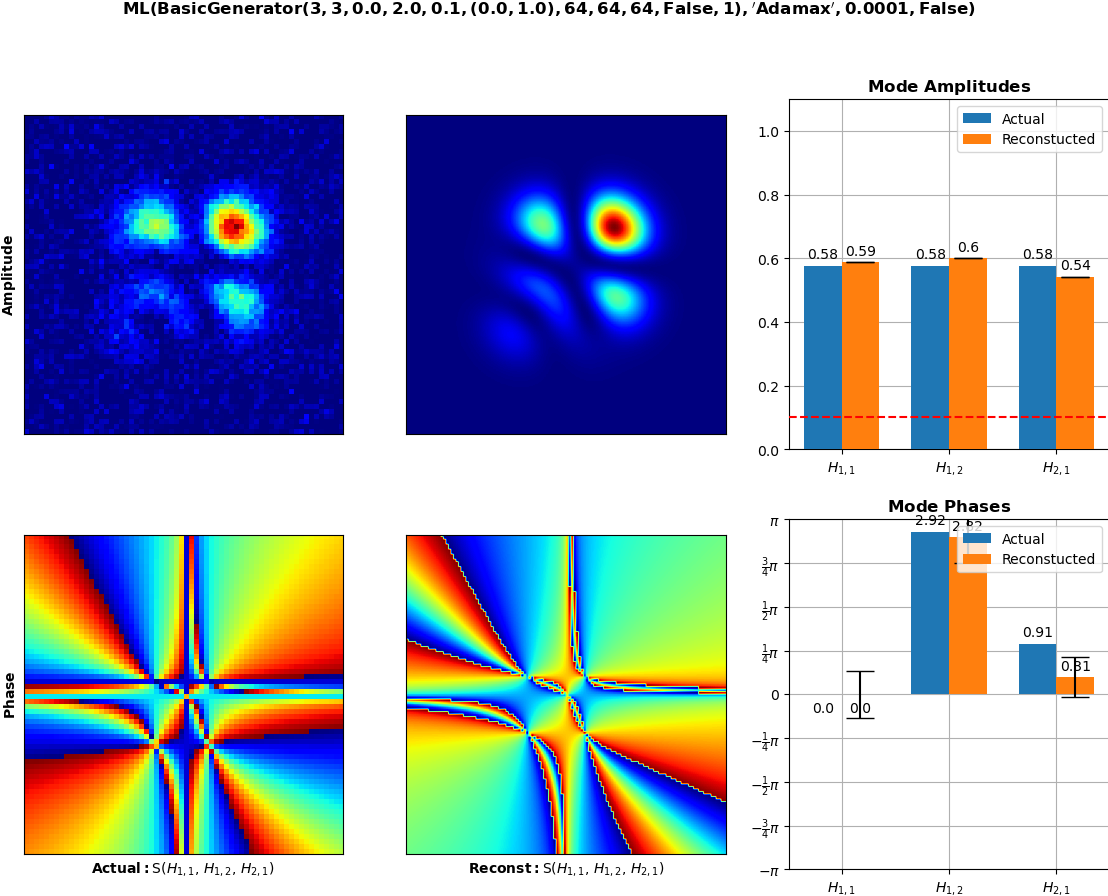 ML(BasicGenerator(3, 3, 0.0, 2.0, 0.1, (0.0, 1.0), 64, 64, 64, False, 1), 'Adamax', 0.0001, False)
Amplitude
Mode Amplitudes
Actual
Reconstucted
1.0
0.8
0.6
0.4
0.2
0.0
0.58 0.59
0.58 0.6
0.58 0.54
H1,1 H1,2 H2,1
Phase
Actual: S(H1,1, H1,2, H2,1)
Reconst: S(H1,1, H1,2, H2,1)
Mode Phases
Actual
Reconstucted
π
3/4π
1/2π
1/4π
0
−1/4π
−1/2π
−3/4π
−π
0.0 0.0
2.92
0.91
H1,1 H1,2 H2,1